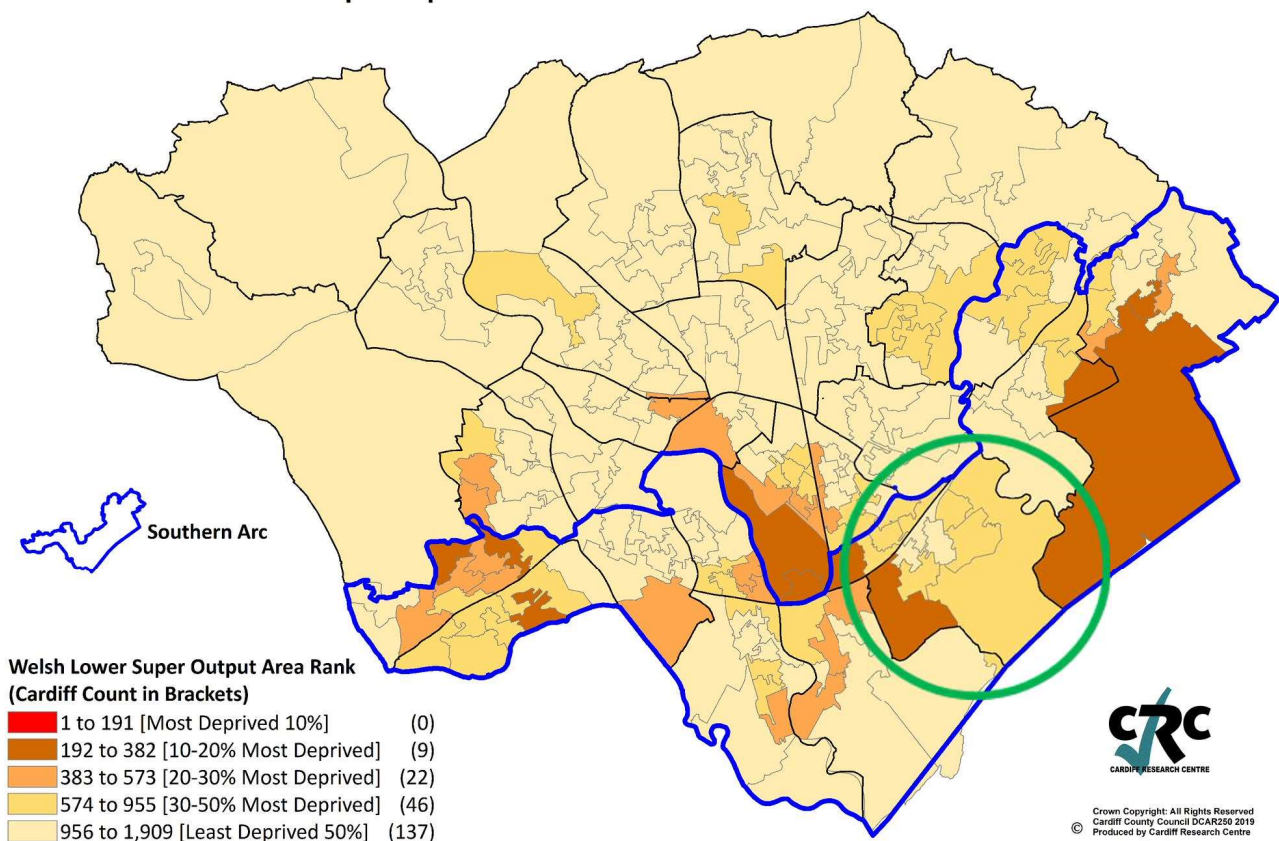 Southern Arc
Welsh Lower Super Output Area Rank
(Cardiff Count in Brackets)
1 to 191 [Most Deprived 10%] (0)
192 to 382 [10-20% Most Deprived] (9)
383 to 573 [20-30% Most Deprived] (22)
574 to 955 [30-50% Most Deprived] (46)
956 to 1,909 [Least Deprived 50%] (137)
CRC
CARDIFF RESEARCH CENTRE
Crown Copyright: All Rights Reserved
Cardiff County Council DCAR250 2019
© Produced by Cardiff Research Centre